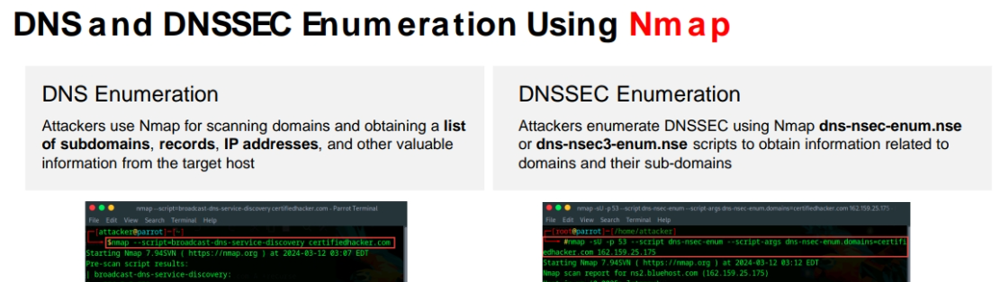 DNS and DNSSEC Enumeration Using Nmap
DNS Enumeration
Attackers use Nmap for scanning domains and obtaining a list
of subdomains, records, IP addresses, and other valuable
information from the target host
DNSSEC Enumeration
Attackers enumerate DNSSEC using Nmap dns-nsec-enum.nse
or dns-nsec3-enum.nse scripts to obtain information related to
domains and their sub-domains
nmap --script=broadcast-dns-service-discovery certifiedhacker.com - Parrot Terminal
File Edit View Search Terminal Help
[attacker@parrot]-[~]
$nmap --script=broadcast-dns-service-discovery certifiedhacker.com
Starting Nmap 7.94SVN ( https://nmap.org ) at 2024-03-12 03:07 EDT
Pre-scan script results:
| broadcast-dns-service-discovery:
nmap -sU -p 53 --script dns-nsec-enum --script-args dns-nsec-enum.domains=certifiedhacker.com 162.159.25.175
File Edit View Search Terminal Help
[root@parrot]-[/home/attacker]
#nmap -sU -p 53 --script dns-nsec-enum --script-args dns-nsec-enum.domains=certifi
edhacker.com 162.159.25.175
Starting Nmap 7.94SVN ( https://nmap.org ) at 2024-03-12 03:12 EDT
Nmap scan report for ns2.bluehost.com (162.159.25.175)